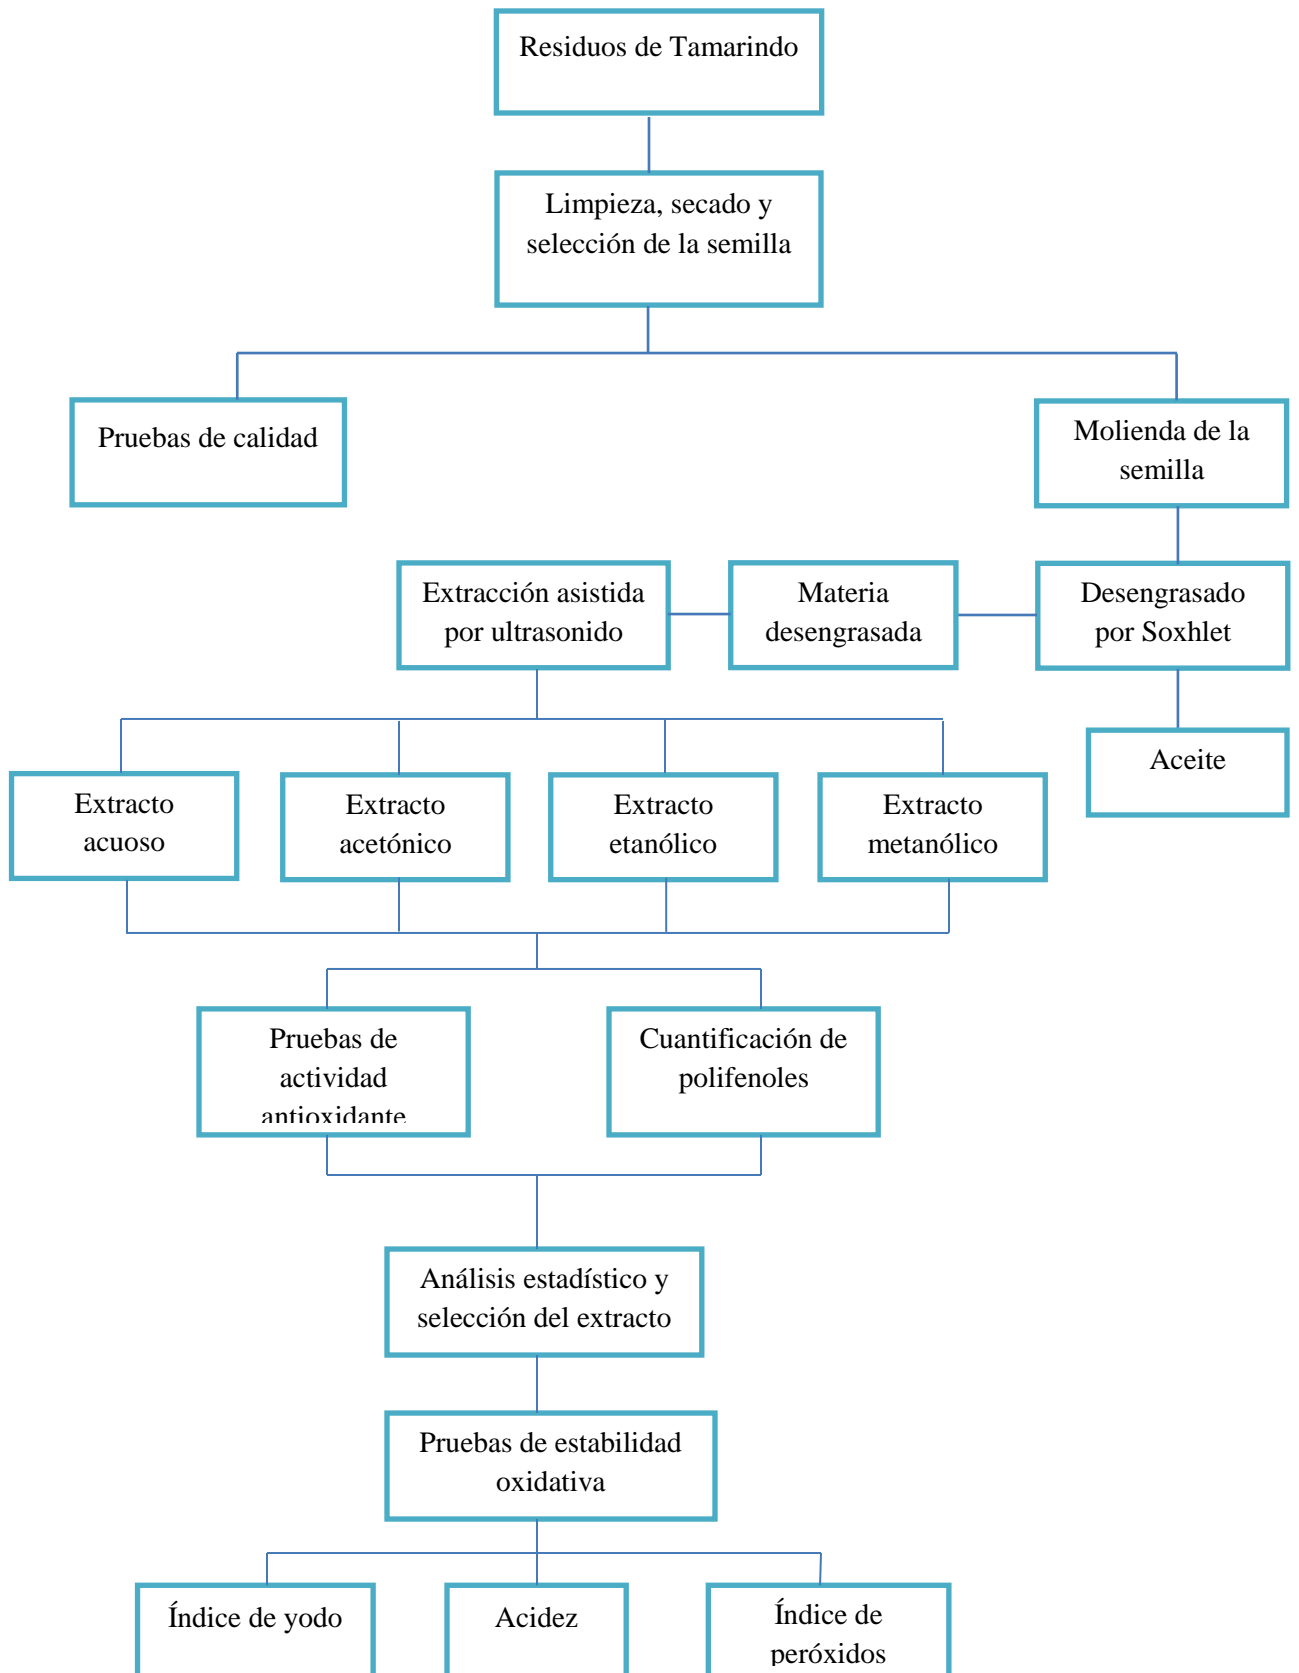 Residuos de Tamarindo
Limpieza, secado y
selección de la semilla
Pruebas de calidad
Molienda de la
semilla
Extracción asistida
por ultrasonido
Materia
desengrasada
Desengrasado
por Soxhlet
Aceite
Extracto
acuoso
Extracto
acetónico
Extracto
etanólico
Extracto
metanólico
Pruebas de
actividad
antioxidante
Cuantificación de
polifenoles
Análisis estadístico y
selección del extracto
Pruebas de estabilidad
oxidativa
Índice de yodo
Acidez
Índice de
peróxidos